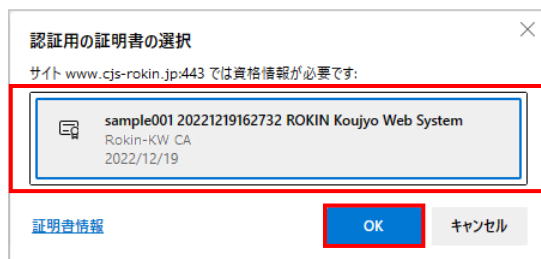 認証用の証明書の選択
サイト www.cjs-rokin.jp:443 では資格情報が必要です:
sample001 20221219162732 ROKIN Koujyo Web System
Rokin-KW CA
2022/12/19
証明書情報
OK
キャンセル